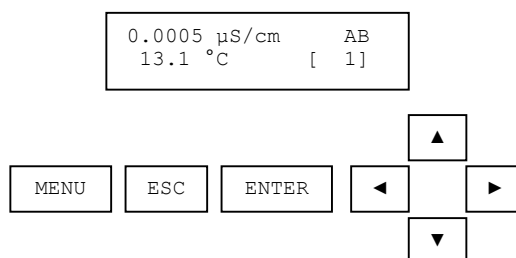 0.0005 µS/cm AB
13.1 °C [ 1]
▲
MENU ESC ENTER ◄ ►
▼